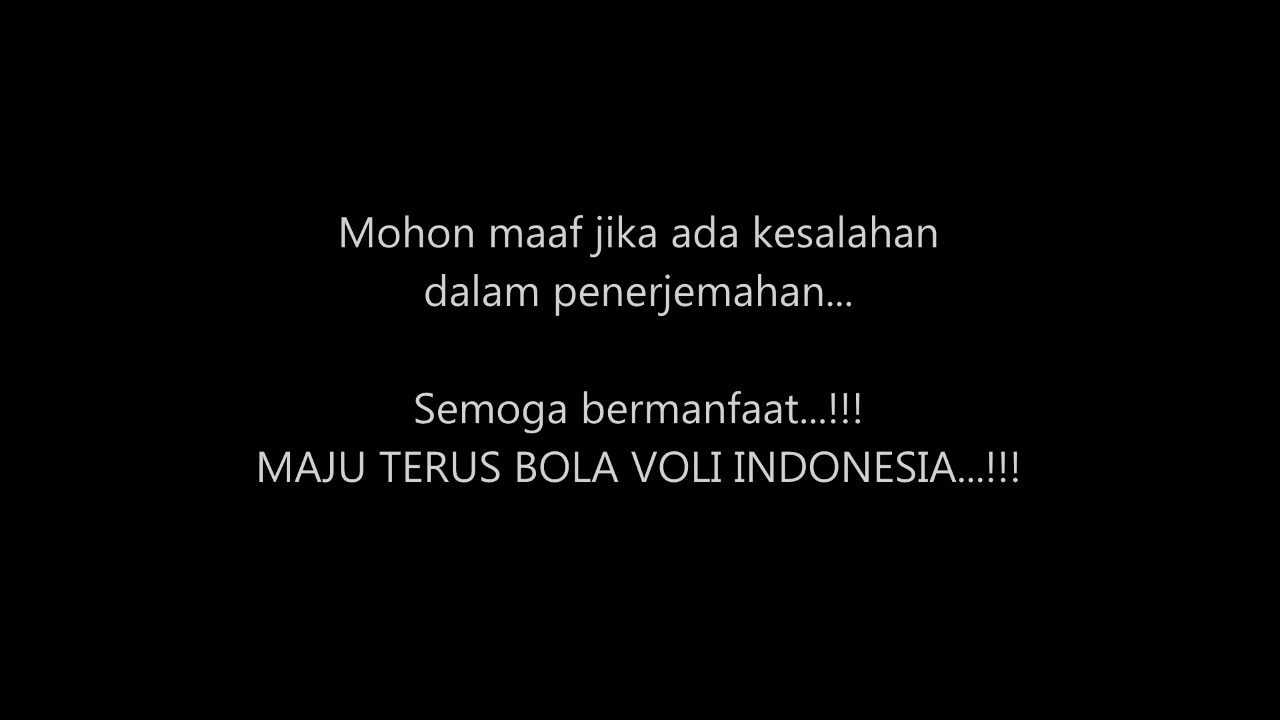 Mohon maaf jika ada kesalahan
dalam penerjemahan...
Semoga bermanfaat...!!!
MAJU TERUS BOLA VOLI INDONESIA...!!!